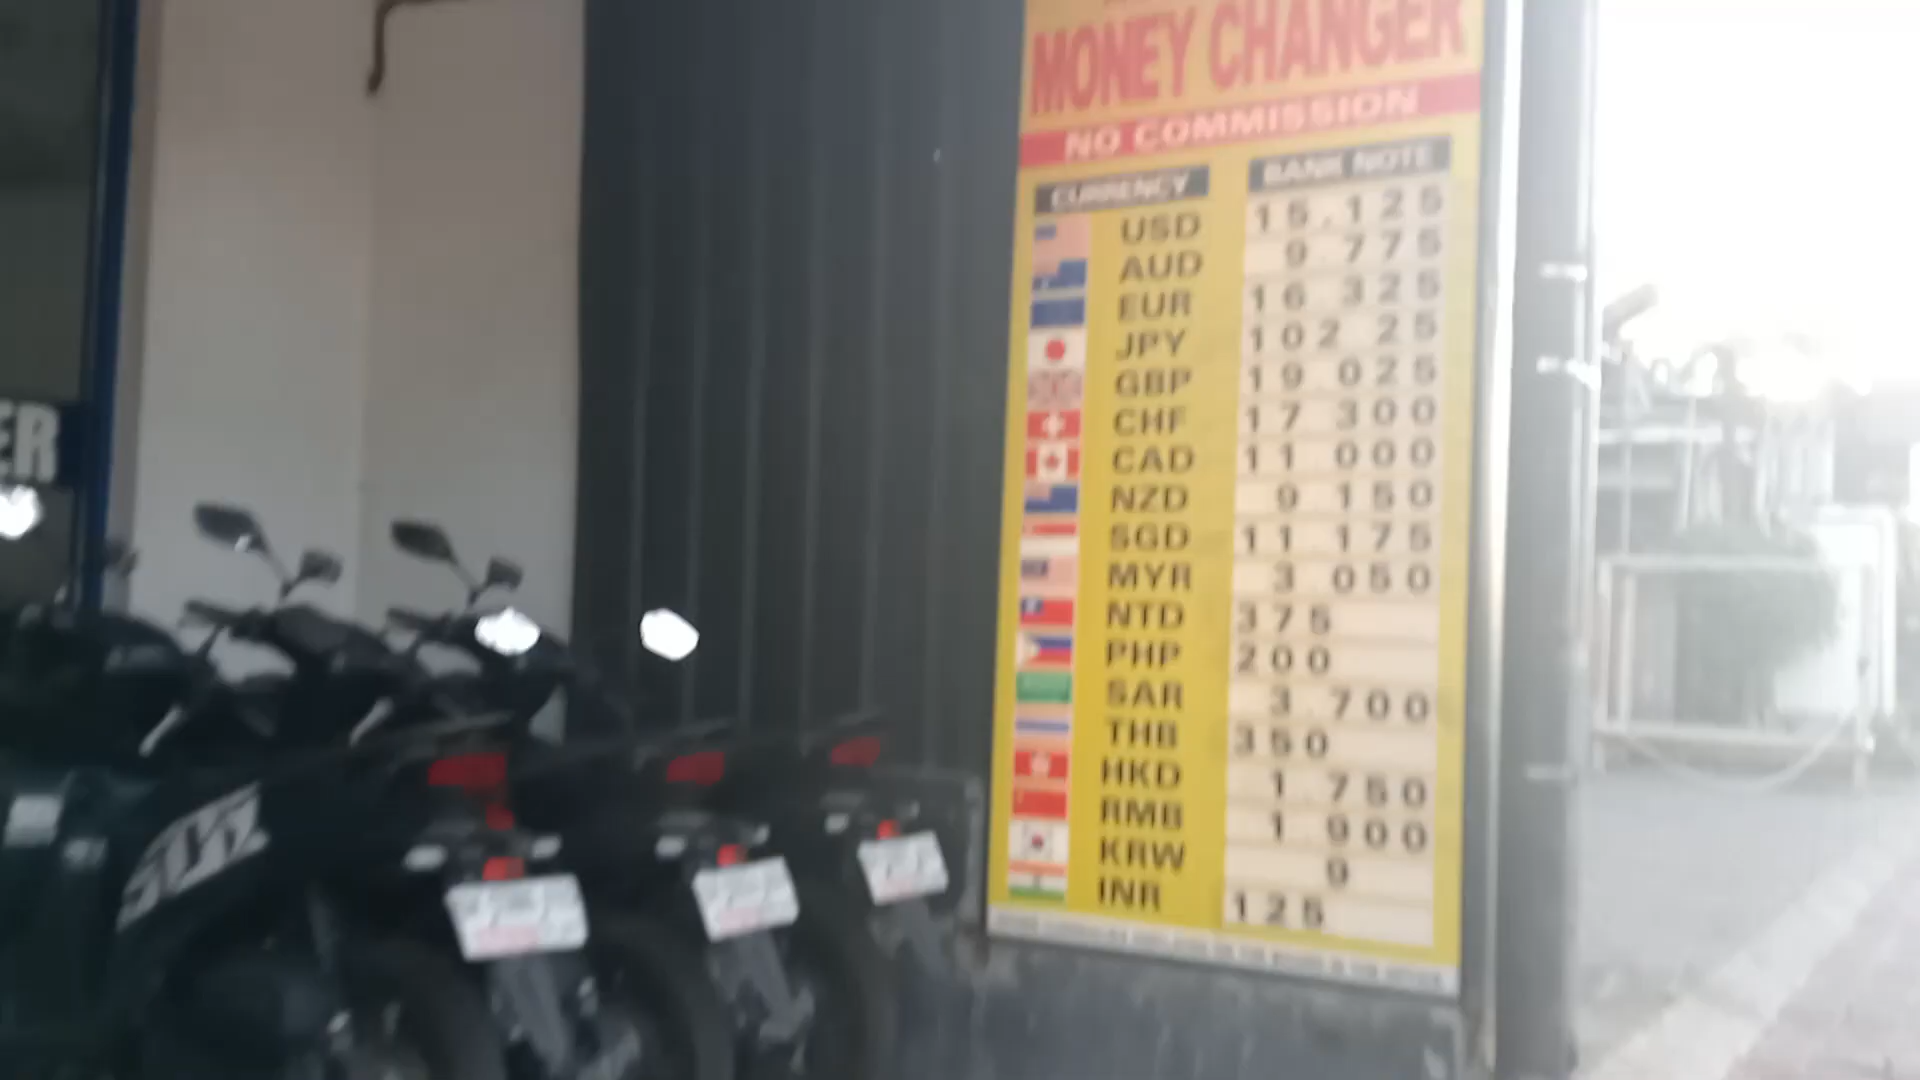 MONEY CHANGER
NO COMMISSION
CURRENCY BANK NOTE
USD 15.125
AUD 9 775
EUR 16 325
JPY 102 25
GBP 19 025
CHF 17 300
CAD 11 000
NZD 9 150
SGD 11 175
MYR 3 050
NTD 375
PHP 200
SAR 3 700
THB 350
HKD 1 750
RMB 1 900
KRW 9
INR 125
ER